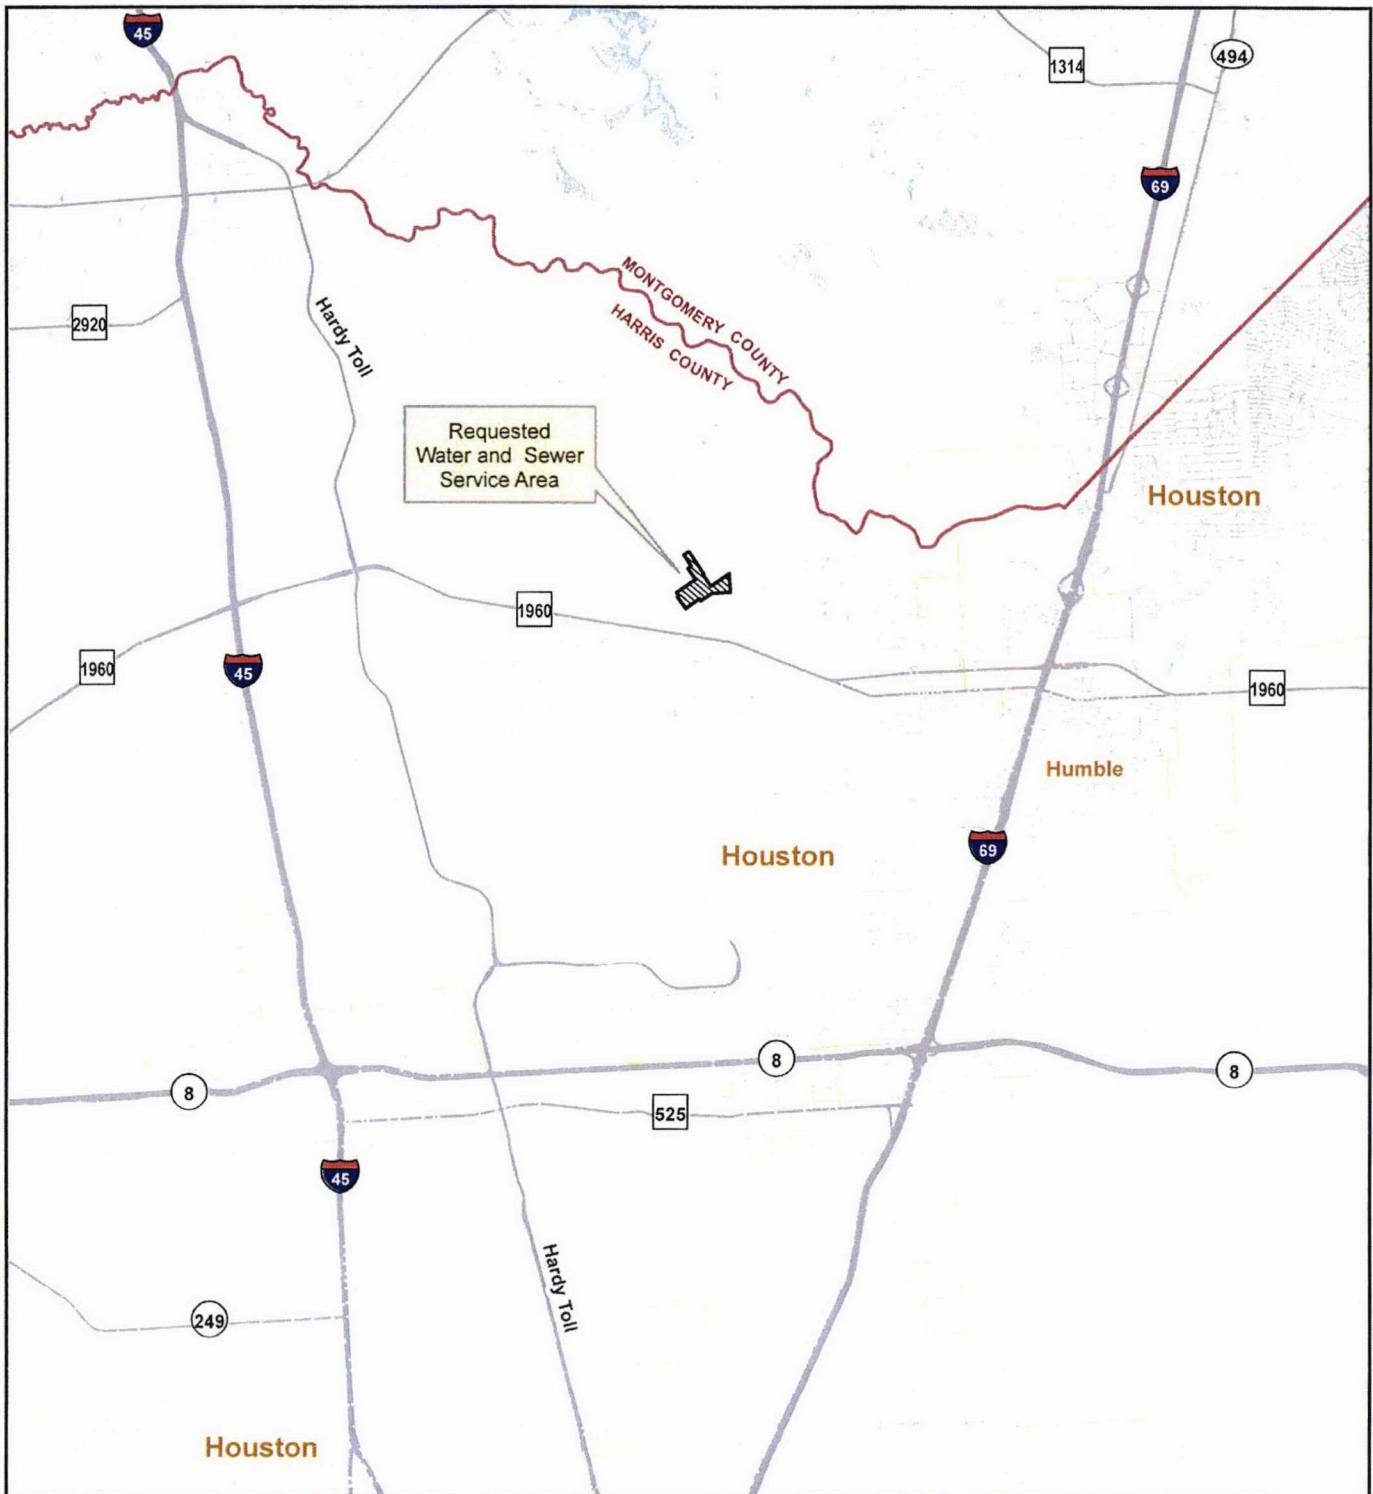 45
1314
494
69
MONTGOMERY COUNTY
HARRIS COUNTY
2920
Hardy Toll
Requested
Water and Sewer
Service Area
Houston
1960
1960
45
1960
Humble
Houston
69
8
8
8
525
45
Hardy Toll
249
Houston